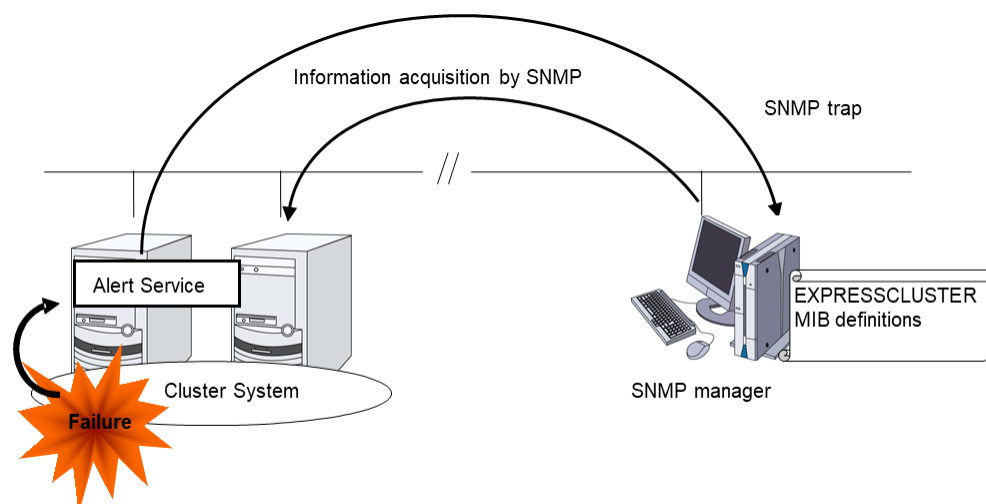 Information acquisition by SNMP
SNMP trap
Alert Service
EXPRESSCLUSTER
MIB definitions
Cluster System
SNMP manager
Failure